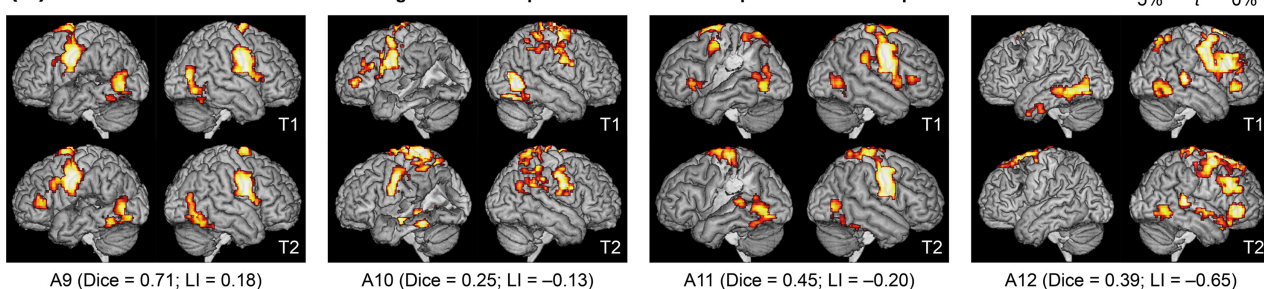 T1
T2
A9 (Dice = 0.71; LI = 0.18)
T1
T2
A10 (Dice = 0.25; LI = –0.13)
T1
T2
A11 (Dice = 0.45; LI = –0.20)
T1
T2
A12 (Dice = 0.39; LI = –0.65)